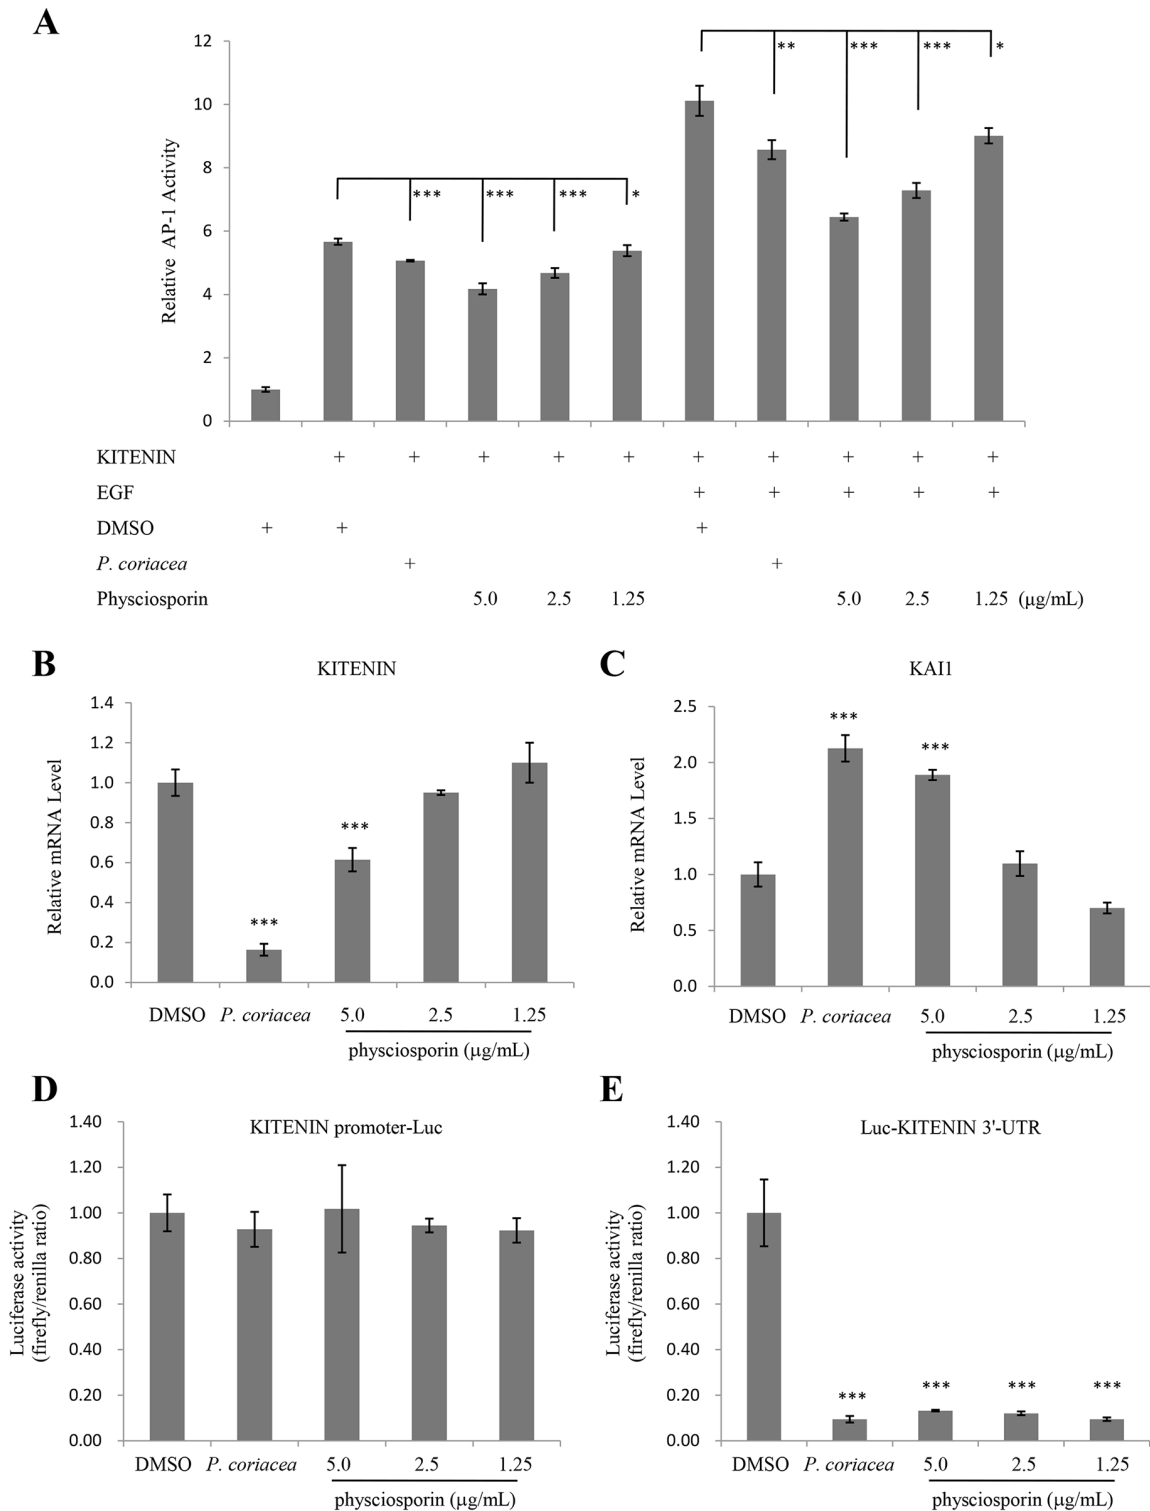 A
12
10
8
6
4
2
0
Relative AP-1 Activity
*** *** *** *
** *** *** *
KITENIN + + + + + + + + + +
EGF + + + + +
DMSO + + +
P. coriacea + +
Physciosporin 5.0 2.5 1.25 5.0 2.5 1.25 (μg/mL)
B
KITENIN
1.4
1.2
1.0
0.8
0.6
0.4
0.2
0.0
Relative mRNA Level
***
***
DMSO P. coriacea 5.0 2.5 1.25
physciosporin (μg/mL)
C
KAI1
2.5
2.0
1.5
1.0
0.5
0.0
Relative mRNA Level
***
***
DMSO P. coriacea 5.0 2.5 1.25
physciosporin (μg/mL)
D
KITENIN promoter-Luc
1.40
1.20
1.00
0.80
0.60
0.40
0.20
0.00
Luciferase activity
(firefly/renilla ratio)
DMSO P. coriacea 5.0 2.5 1.25
physciosporin (μg/mL)
E
Luc-KITENIN 3'-UTR
1.40
1.20
1.00
0.80
0.60
0.40
0.20
0.00
Luciferase activity
(firefly/renilla ratio)
*** *** *** ***
DMSO P. coriacea 5.0 2.5 1.25
physciosporin (μg/mL)